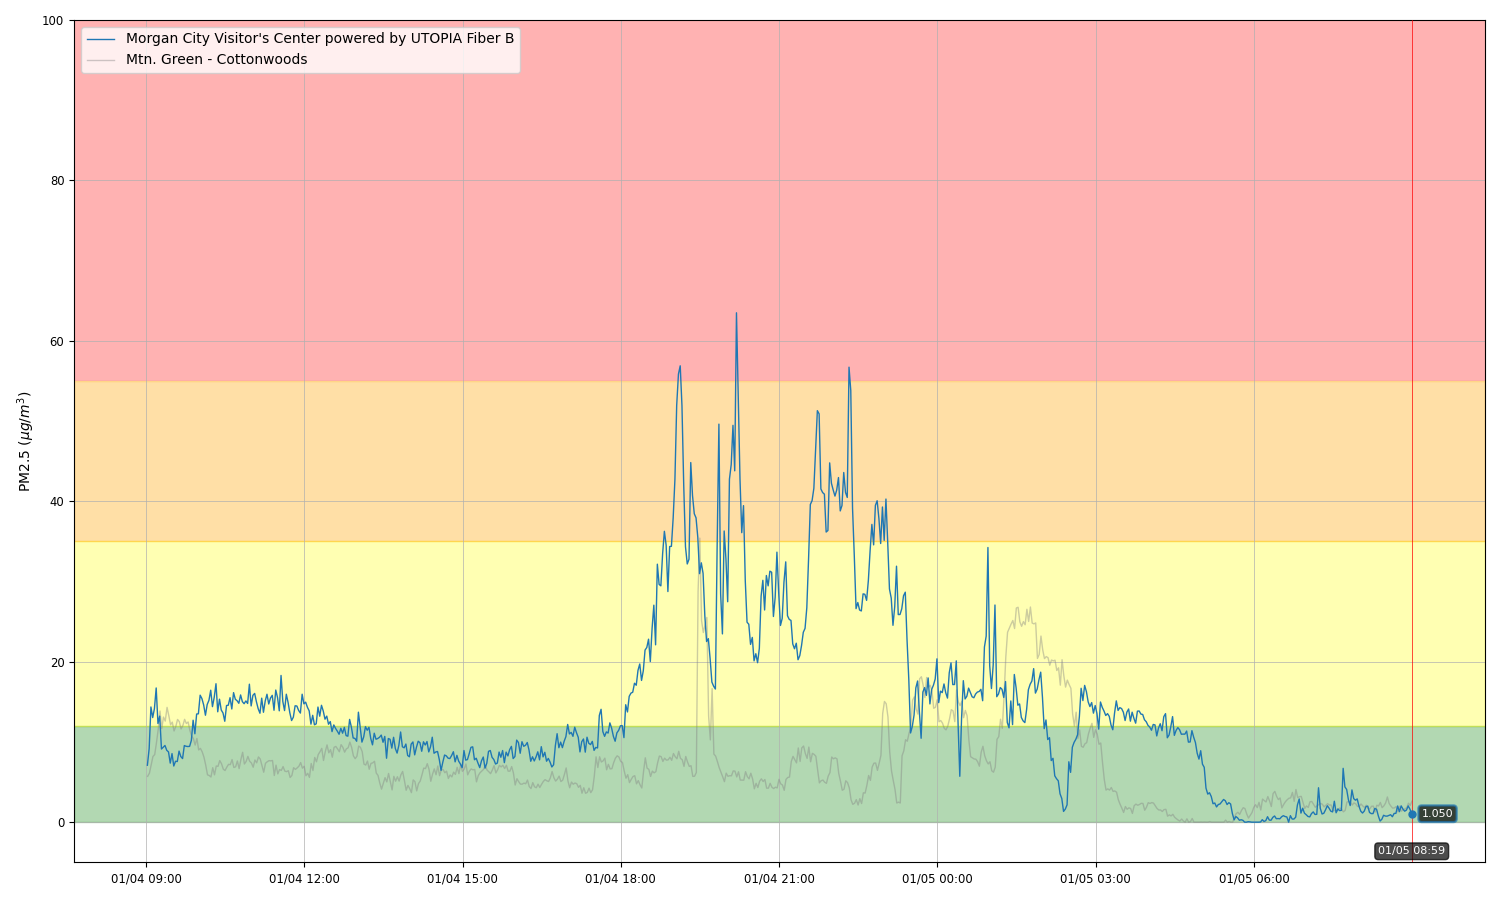 100
80
60
40
20
0
PM2.5 (μg/m³)
Morgan City Visitor's Center powered by UTOPIA Fiber B
Mtn. Green - Cottonwoods
1.050
01/05 08:59
01/04 09:00 01/04 12:00 01/04 15:00 01/04 18:00 01/04 21:00 01/05 00:00 01/05 03:00 01/05 06:00